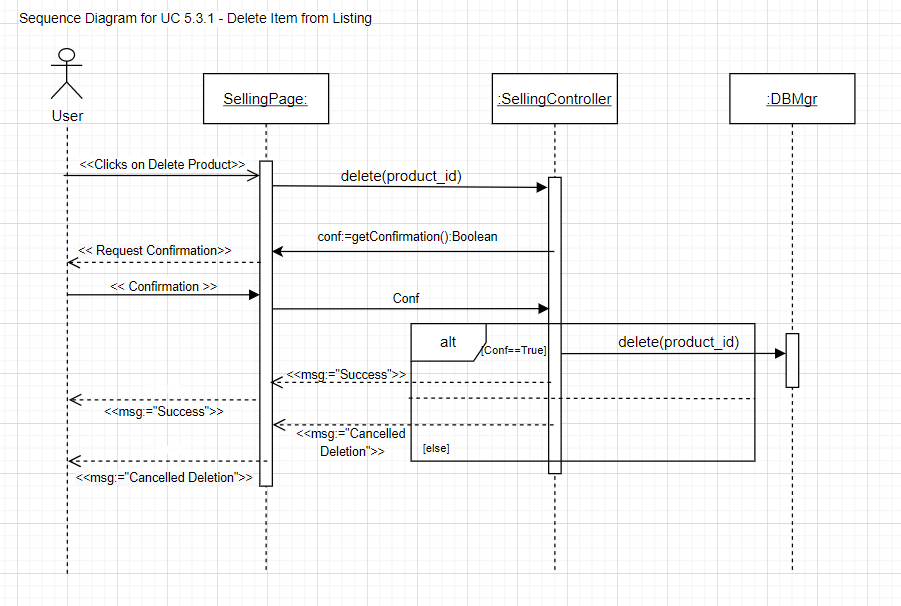 Sequence Diagram for UC 5.3.1 - Delete Item from Listing
User
SellingPage:
:SellingController
:DBMgr
<<Clicks on Delete Product>>
delete(product_id)
conf:=getConfirmation():Boolean
<< Request Confirmation>>
<< Confirmation >>
Conf
alt
[Conf==True]
delete(product_id)
<<msg:="Success">>
<<msg:="Success">>
<<msg:="Cancelled
Deletion">>
[else]
<<msg:="Cancelled Deletion">>